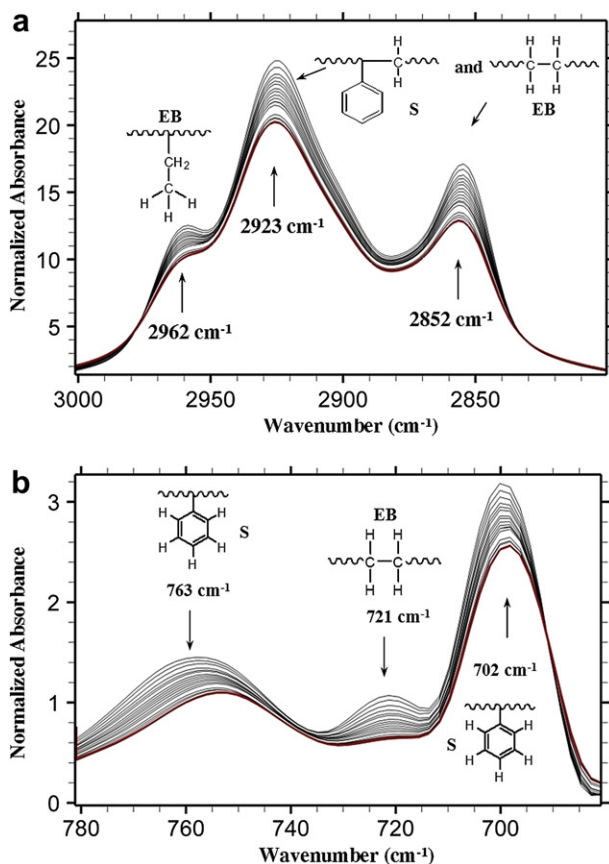 a
25
20
15
10
5
Normalized Absorbance
EB
CH2
H C H
H
H
C
H
S
and
H H
C C
H H
EB
2962 cm-1
2923 cm-1
2852 cm-1
3000 2950 2900 2850
Wavenumber (cm-1)
b
3
2
1
0
Normalized Absorbance
H H
H H
H
S
763 cm-1
EB
H H
C C
H H
721 cm-1
702 cm-1
S
H H
H H
H
780 760 740 720 700
Wavenumber (cm-1)